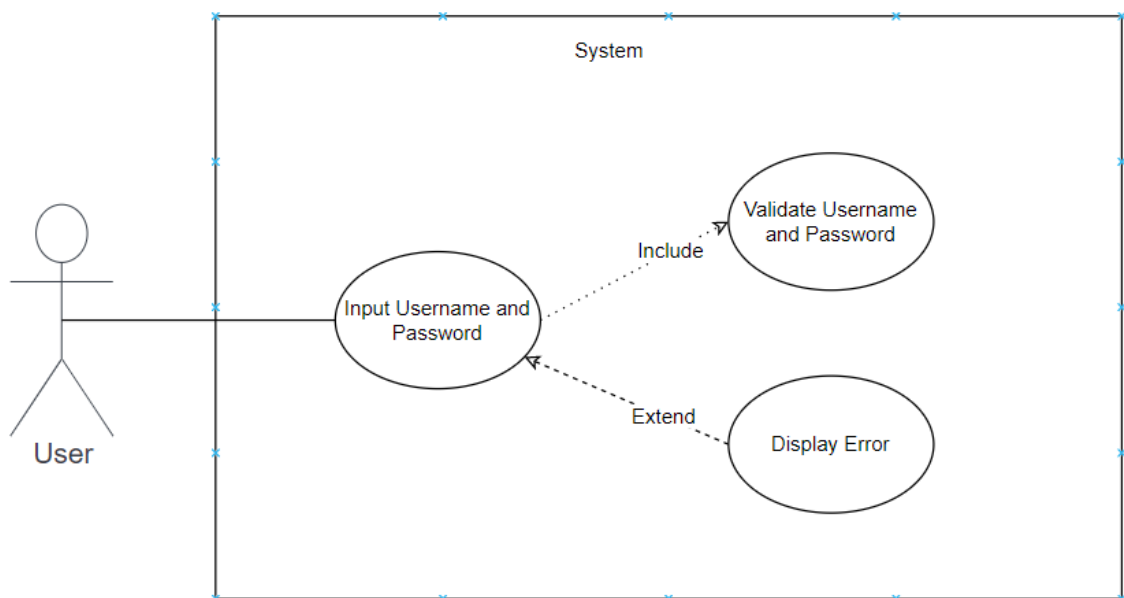 System
Validate Username
and Password
Include
Input Username and
Password
Extend
Display Error
User